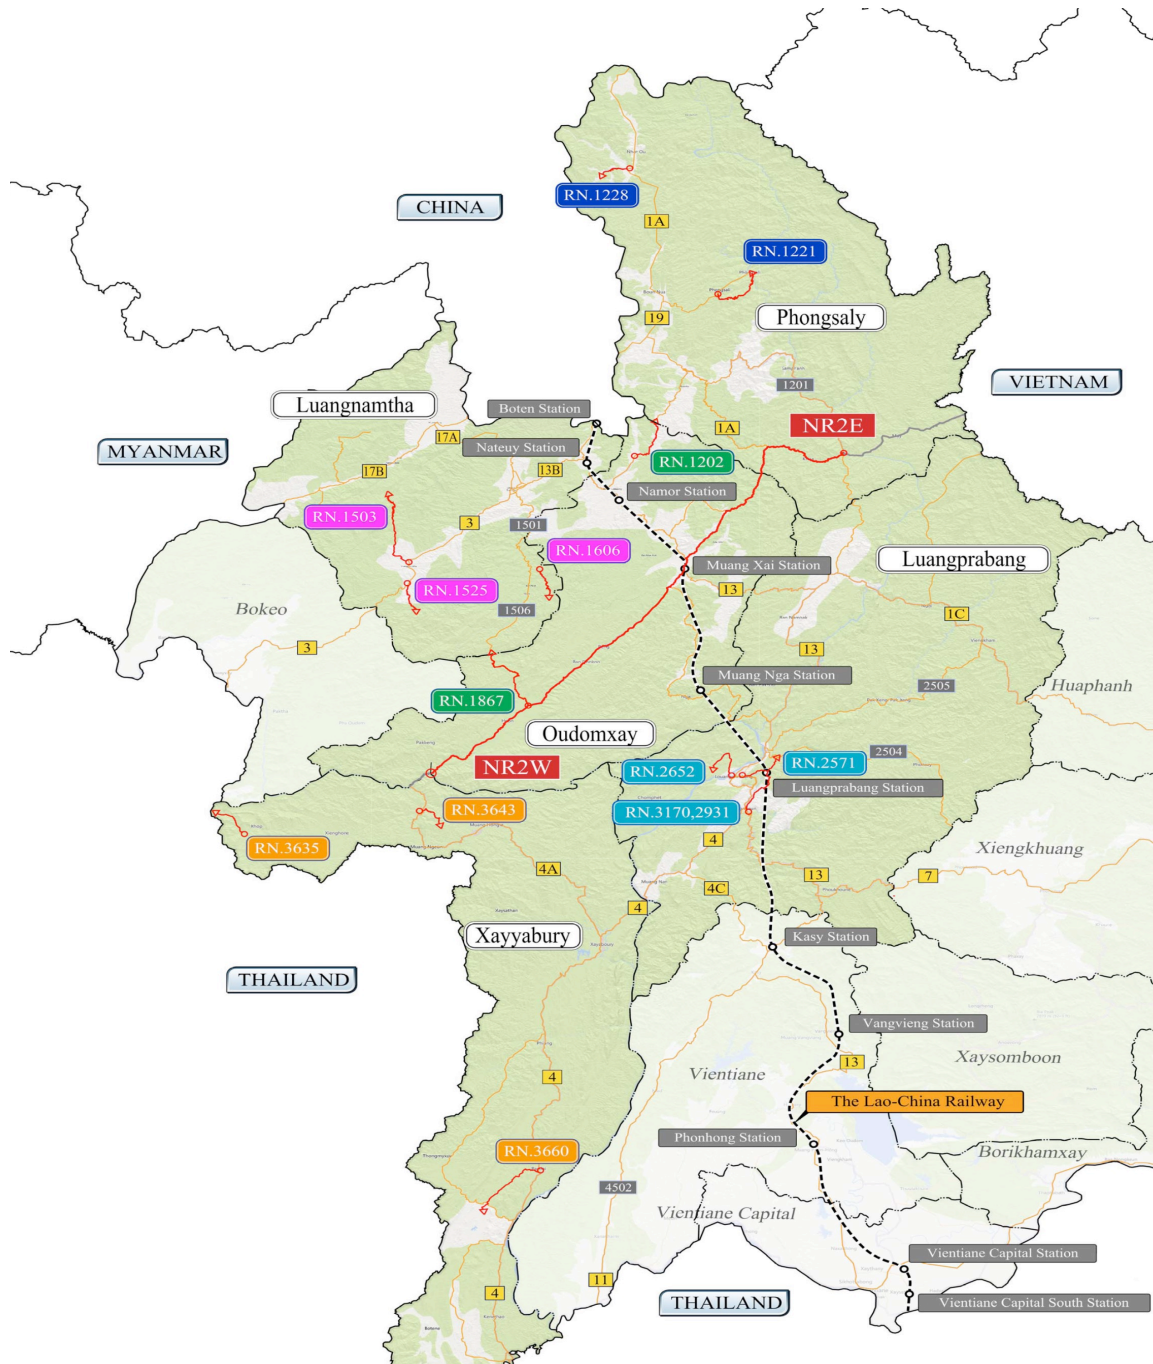 RN.1228
CHINA
1A
RN.1221
Phongsaly
19
VIETNAM
1201
Luangnamtha
Boten Station
NR2E
17A
1A
MYANMAR
Nateuy Station
RN.1202
17B
13B
Namor Station
RN.1503
3
1501
RN.1606
Luangprabang
Muang Xai Station
RN.1525
13
Bokeo
1506
1C
3
13
Muang Nga Station
2505
Huaphanh
RN.1867
Oudomxay
2504
NR2W
RN.2652
RN.2571
Luangprabang Station
RN.3643
RN.3170,2931
RN.3635
4
Xiengkhuang
4A
4C
13
7
4
Xayyabury
Kasy Station
THAILAND
Vangvieng Station
Xaysomboon
13
Vientiane
4
The Lao-China Railway
Phonhong Station
RN.3660
Borikhamxay
4502
Vientiane Capital
Vientiane Capital Station
11
4
THAILAND
Vientiane Capital South Station